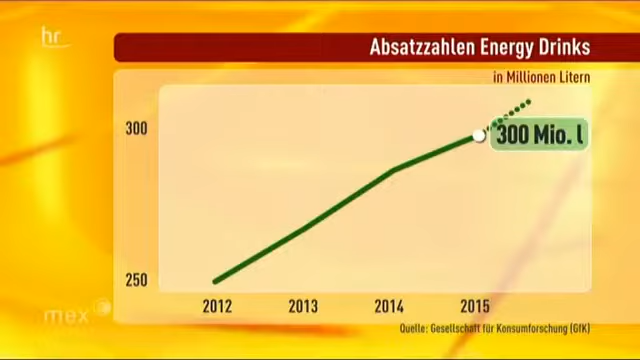 hr
Absatzzahlen Energy Drinks
in Millionen Litern
300
300 Mio. l
250
2012 2013 2014 2015
mex
Quelle: Gesellschaft für Konsumforschung (GfK)